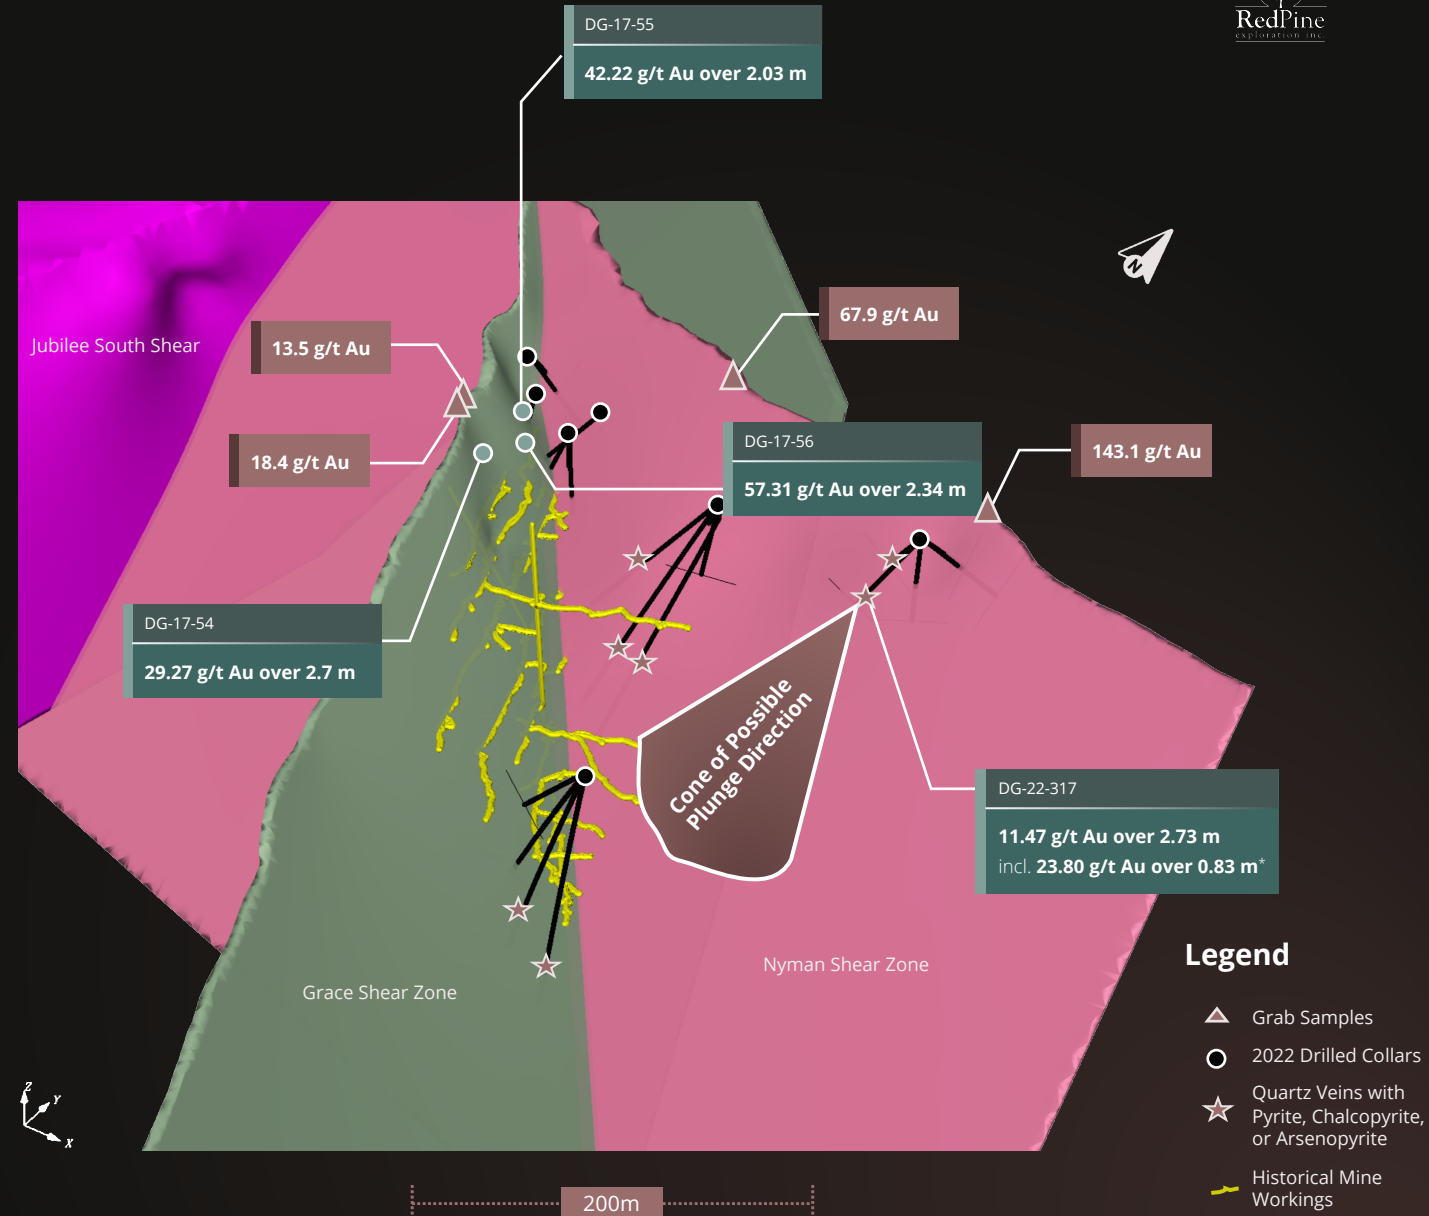 RedPine
exploration inc.
DG-17-55
42.22 g/t Au over 2.03 m
N
67.9 g/t Au
Jubilee South Shear
13.5 g/t Au
18.4 g/t Au
DG-17-56
57.31 g/t Au over 2.34 m
143.1 g/t Au
DG-17-54
29.27 g/t Au over 2.7 m
Cone of Possible
Plunge Direction
DG-22-317
11.47 g/t Au over 2.73 m
incl. 23.80 g/t Au over 0.83 m*
Nyman Shear Zone
Grace Shear Zone
Legend
Grab Samples
2022 Drilled Collars
Quartz Veins with
Pyrite, Chalcopyrite,
or Arsenopyrite
Historical Mine
Workings
Z
Y
X
200m